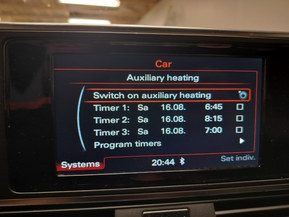 Car
Auxiliary heating
Switch on auxiliary heating
Timer 1: Sa 16.08. 6:45
Timer 2: Sa 16.08. 8:15
Timer 3: Sa 16.08. 7:00
Program timers
Systems 20:44 Set indiv.